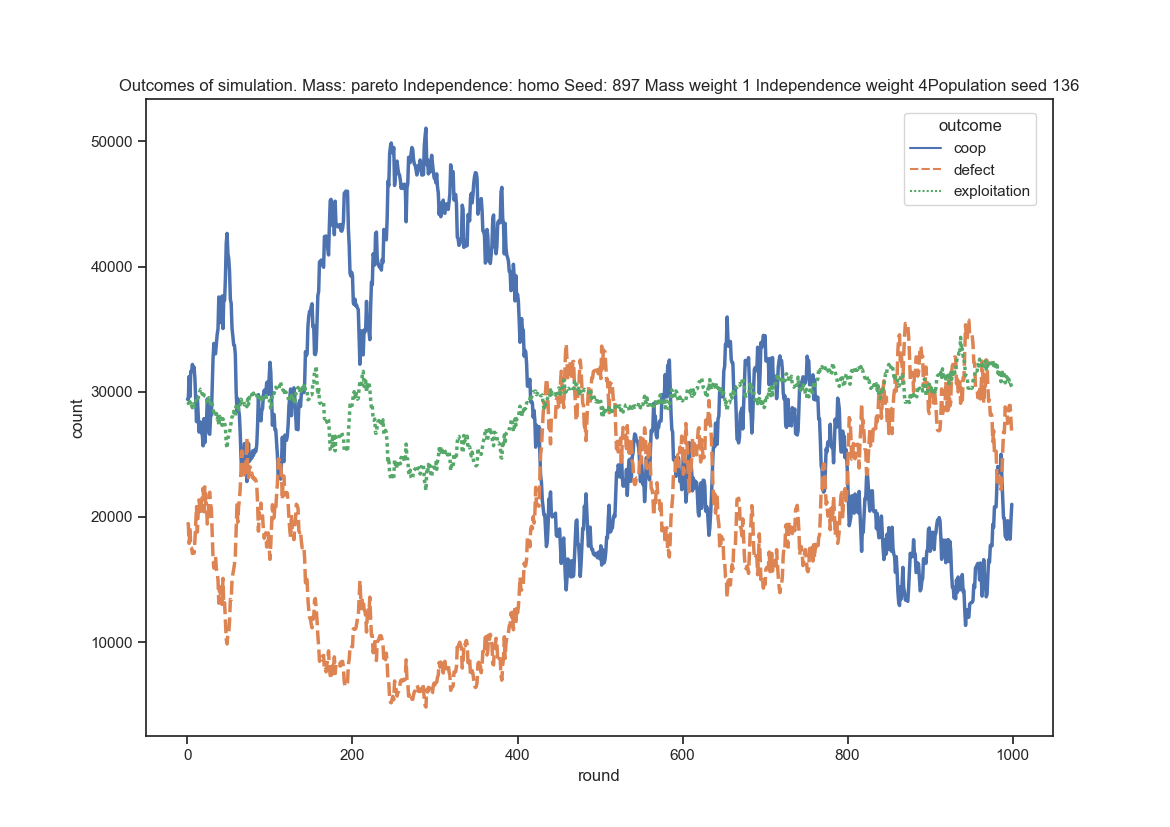 Outcomes of simulation. Mass: pareto Independence: homo Seed: 897 Mass weight 1 Independence weight 4Population seed 136
outcome
coop
defect
exploitation
50000
40000
30000
20000
10000
count
0 200 400 600 800 1000
round